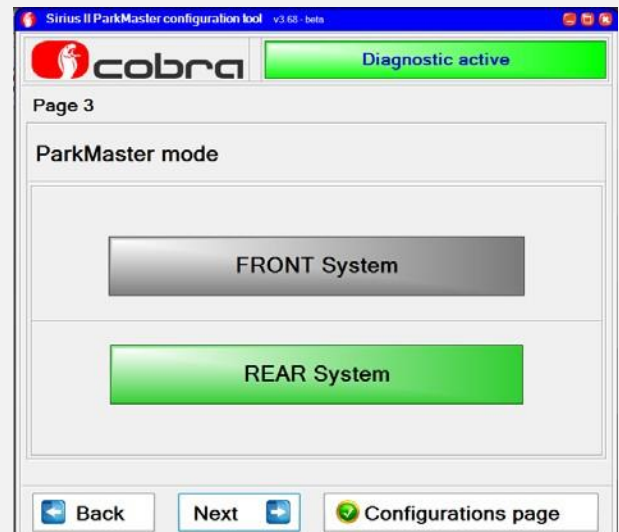 Sirius II ParkMaster configuration tool v3.68 - beta
cobra
Diagnostic active
Page 3
ParkMaster mode
FRONT System
REAR System
Back
Next
Configurations page